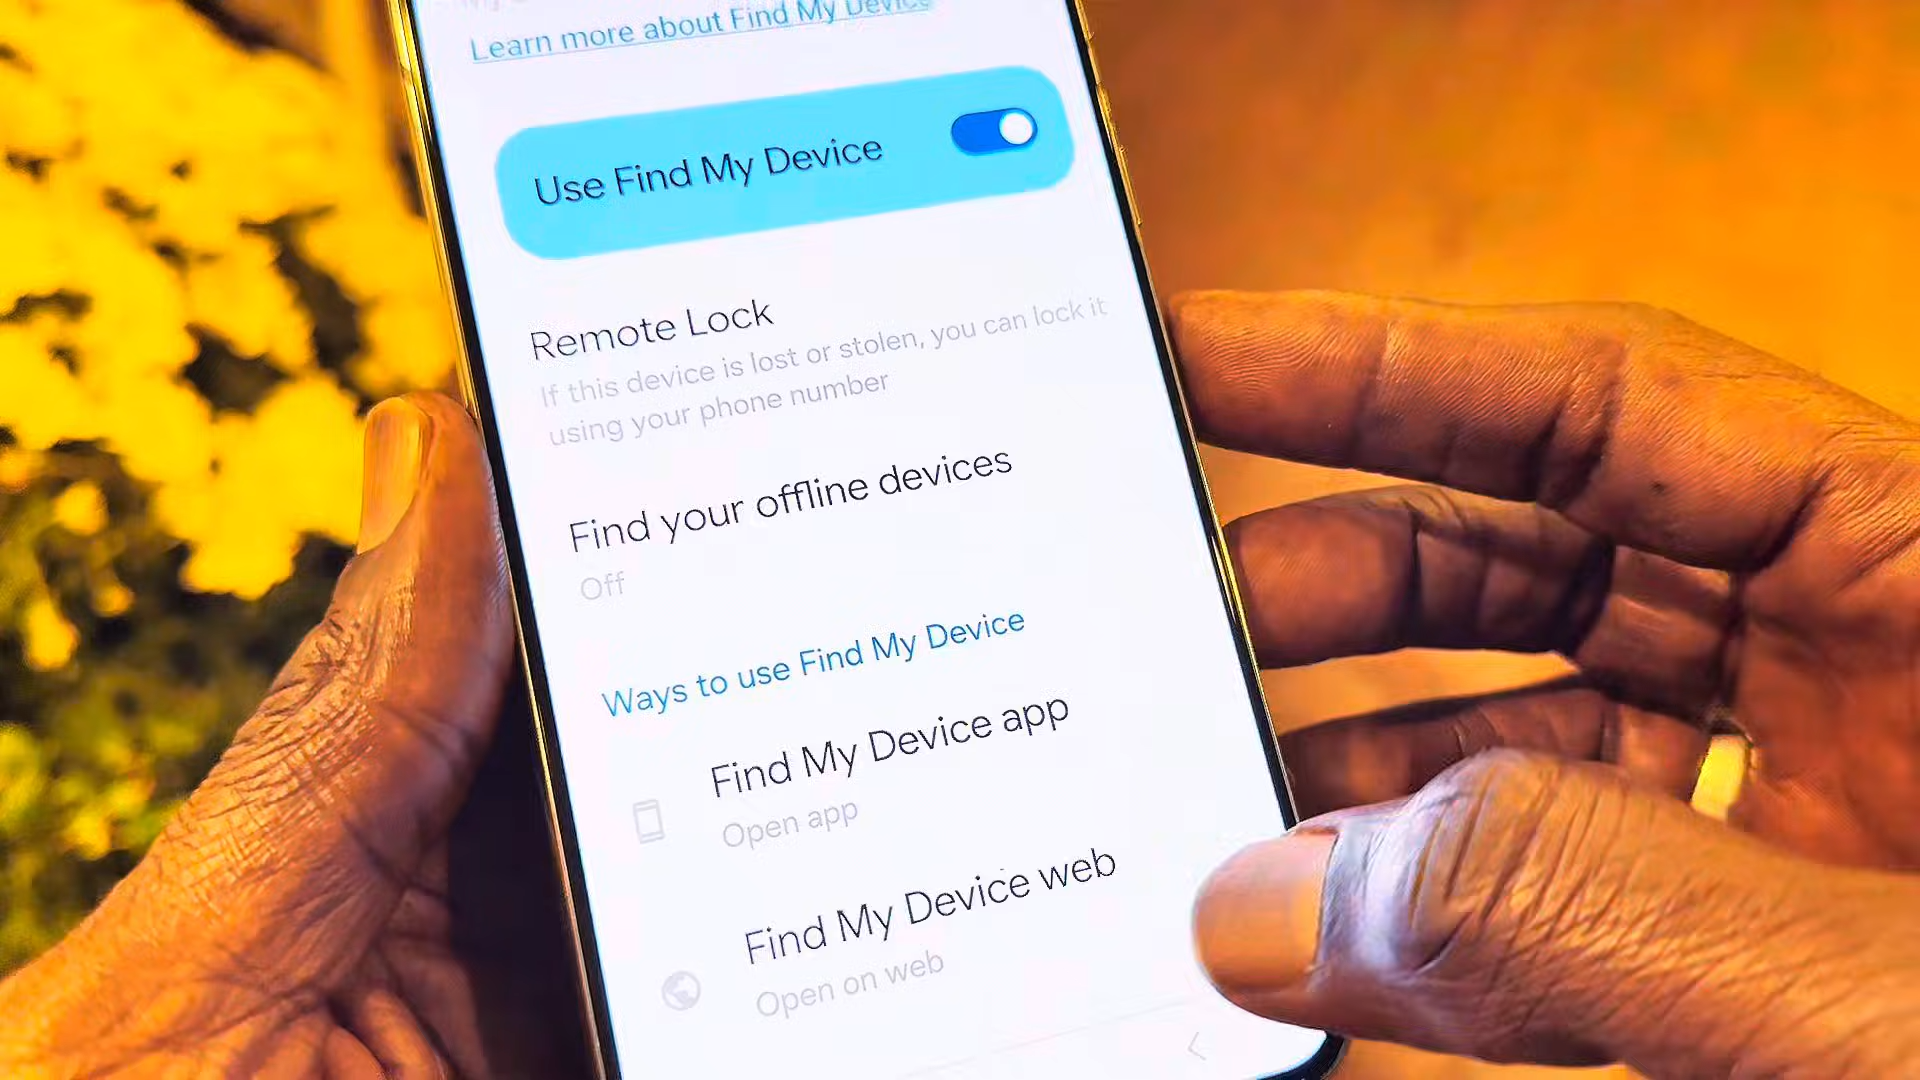 Learn more about Find My Device
Use Find My Device
Remote Lock
If this device is lost or stolen, you can lock it
using your phone number
Find your offline devices
Off
Ways to use Find My Device
Find My Device app
Open app
Find My Device web
Open on web